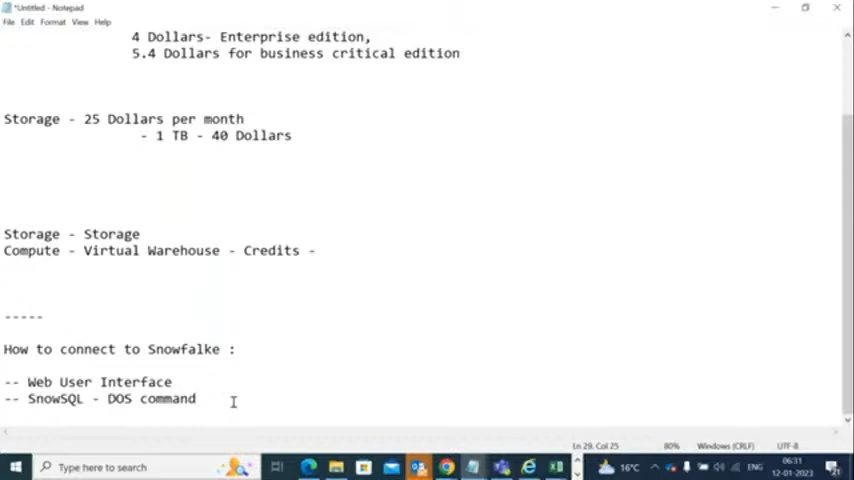 *Untitled - Notepad
File Edit Format View Help
4 Dollars- Enterprise edition,
5.4 Dollars for business critical edition
Storage - 25 Dollars per month
- 1 TB - 40 Dollars
Storage - Storage
Compute - Virtual Warehouse - Credits -
-----
How to connect to Snowfalke :
-- Web User Interface
-- SnowSQL - DOS command
Ln 29, Col 25 80% Windows (CRLF) UTF-8
Type here to search
16°C ENG 06:31
12-01-2023 21